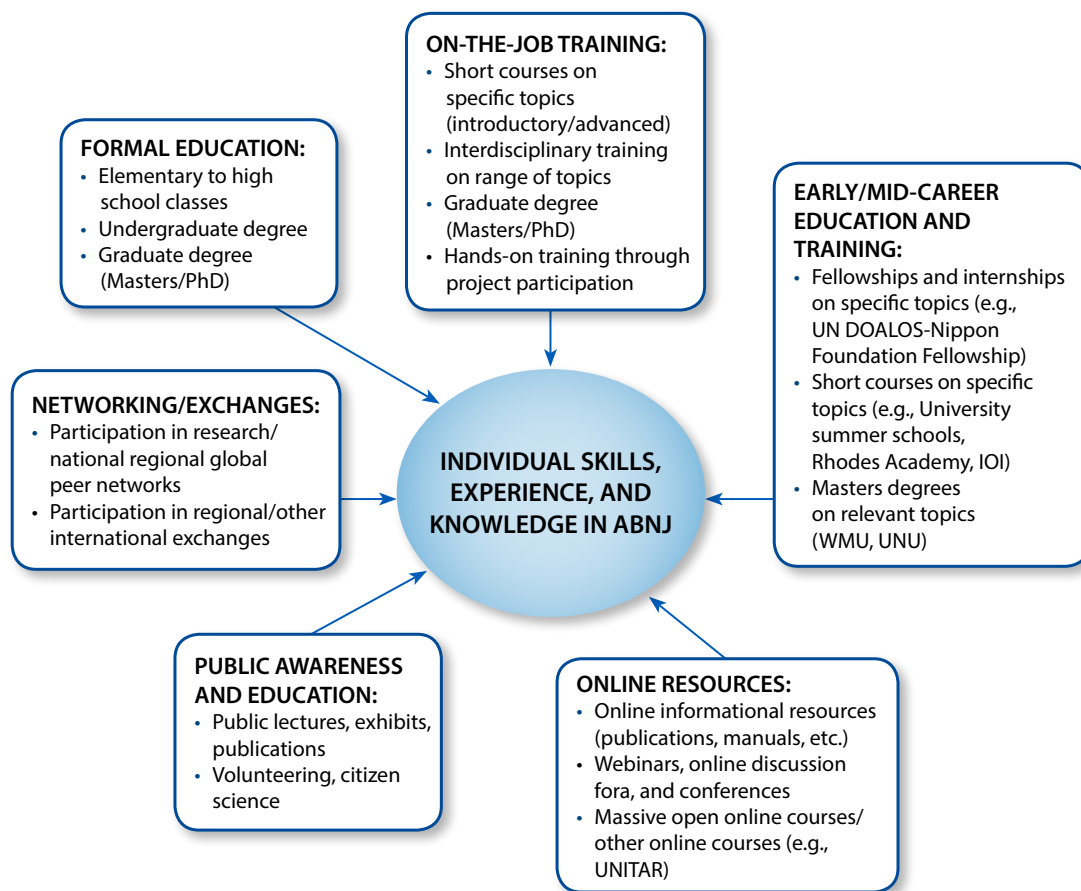 ON-THE-JOB TRAINING:
• Short courses on
specific topics
(introductory/advanced)
• Interdisciplinary training
on range of topics
• Graduate degree
(Masters/PhD)
• Hands-on training through
project participation
FORMAL EDUCATION:
• Elementary to high
school classes
• Undergraduate degree
• Graduate degree
(Masters/PhD)
EARLY/MID-CAREER
EDUCATION AND
TRAINING:
• Fellowships and internships
on specific topics (e.g.,
UN DOALOS-Nippon
Foundation Fellowship)
• Short courses on specific
topics (e.g., University
summer schools,
Rhodes Academy, IOI)
• Masters degrees
on relevant topics
(WMU, UNU)
NETWORKING/EXCHANGES:
• Participation in research/
national regional global
peer networks
• Participation in regional/other
international exchanges
INDIVIDUAL SKILLS,
EXPERIENCE, AND
KNOWLEDGE IN ABNJ
PUBLIC AWARENESS
AND EDUCATION:
• Public lectures, exhibits,
publications
• Volunteering, citizen
science
ONLINE RESOURCES:
• Online informational resources
(publications, manuals, etc.)
• Webinars, online discussion
fora, and conferences
• Massive open online courses/
other online courses (e.g.,
UNITAR)